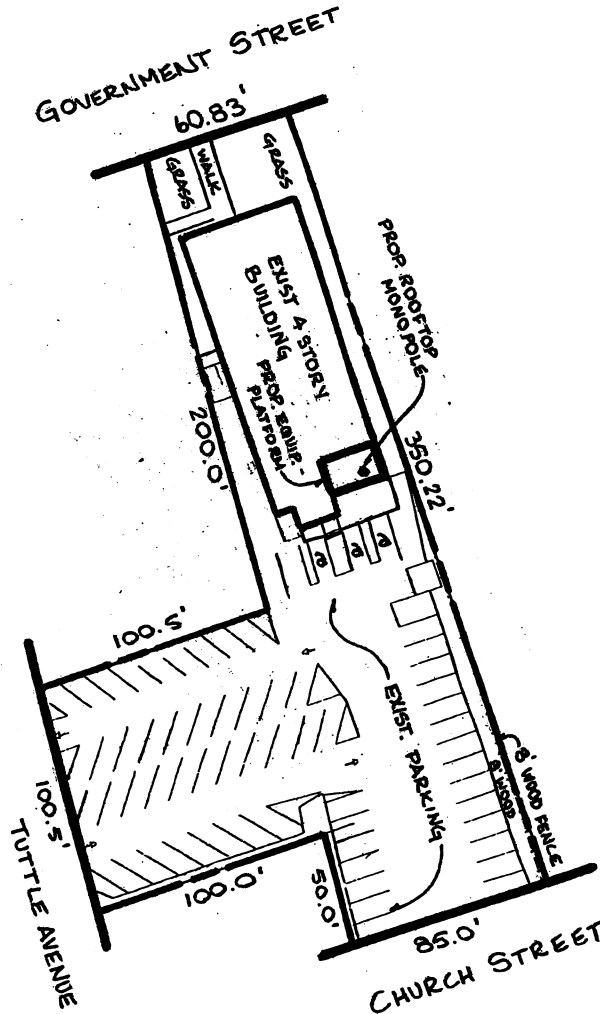 GOVERNMENT STREET
60.83'
GRASS
WALK
GRASS
PROP. ROOFTOP
MONOPOLE
EXIST 4 STORY
BUILDING
PROP. EQUIP.
PLATFORM
200.0'
350.22'
100.5'
EXIST. PARKING
100.5'
8' WOOD FENCE
8' WOOD
TUTTLE AVENUE
100.0'
50.0'
85.0'
CHURCH STREET